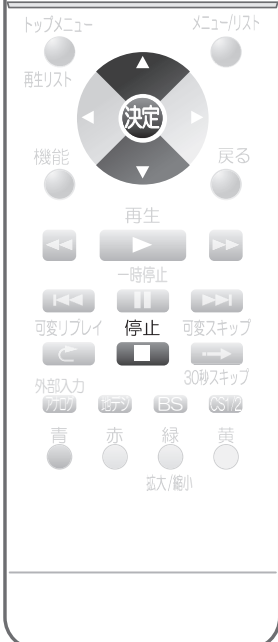 トップメニュー メニュー/リスト
再生リスト
決定
機能 戻る
再生
一時停止
可変リプレイ 停止 可変スキップ
外部入力 30秒スキップ
アナログ 地デジ BS CS1/2
青 赤 緑 黄
拡大/縮小